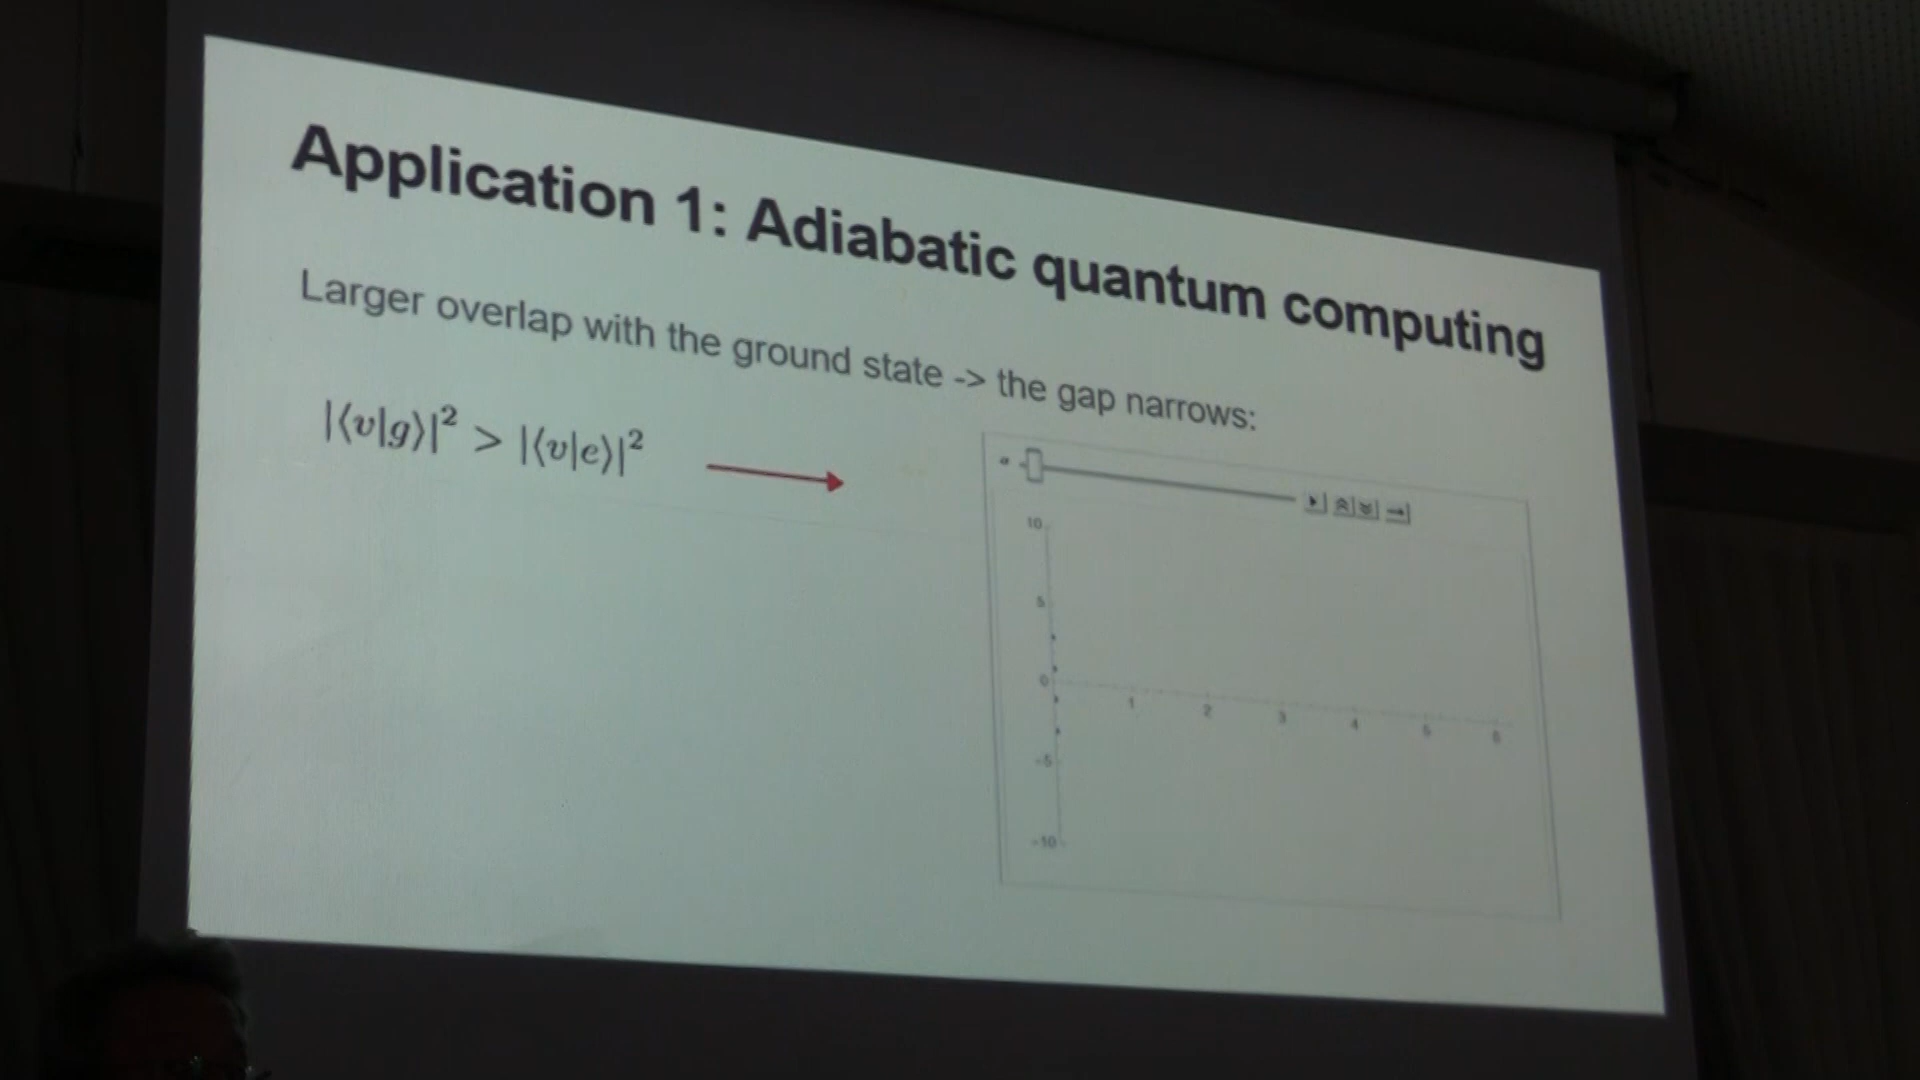 Application 1: Adiabatic quantum computing
Larger overlap with the ground state -> the gap narrows:
|⟨v|g⟩|² > |⟨v|e⟩|²
10
5
0
1 2 3 4 5 6
-5
-10